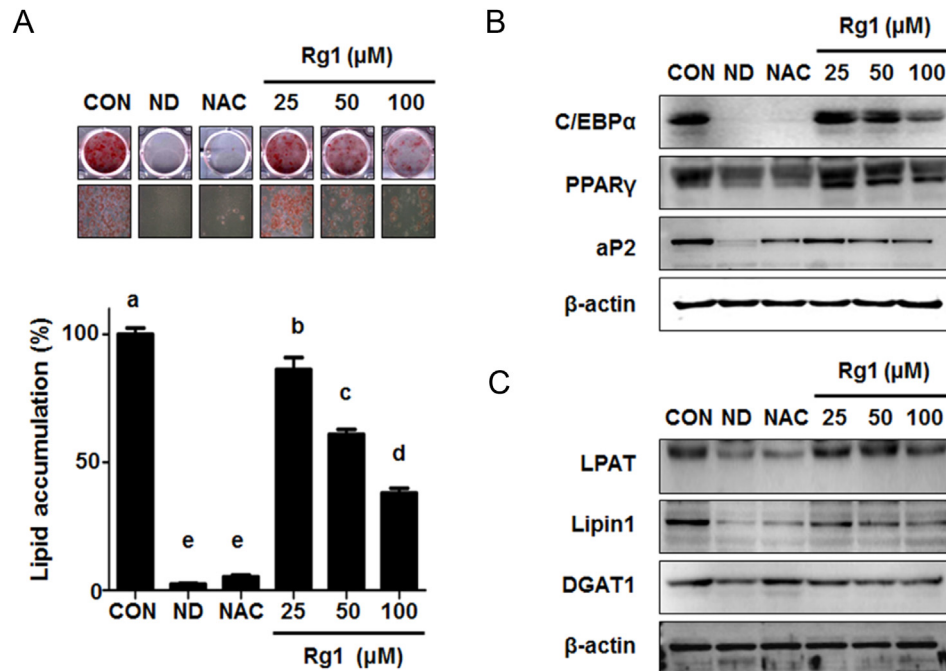 A
Rg1 (µM)
CON ND NAC 25 50 100
Lipid accumulation (%)
100
50
0
a
e e
b
c
d
CON ND NAC 25 50 100
Rg1 (µM)
B
Rg1 (µM)
CON ND NAC 25 50 100
C/EBPα
PPARγ
aP2
β-actin
C
Rg1 (µM)
CON ND NAC 25 50 100
LPAT
Lipin1
DGAT1
β-actin